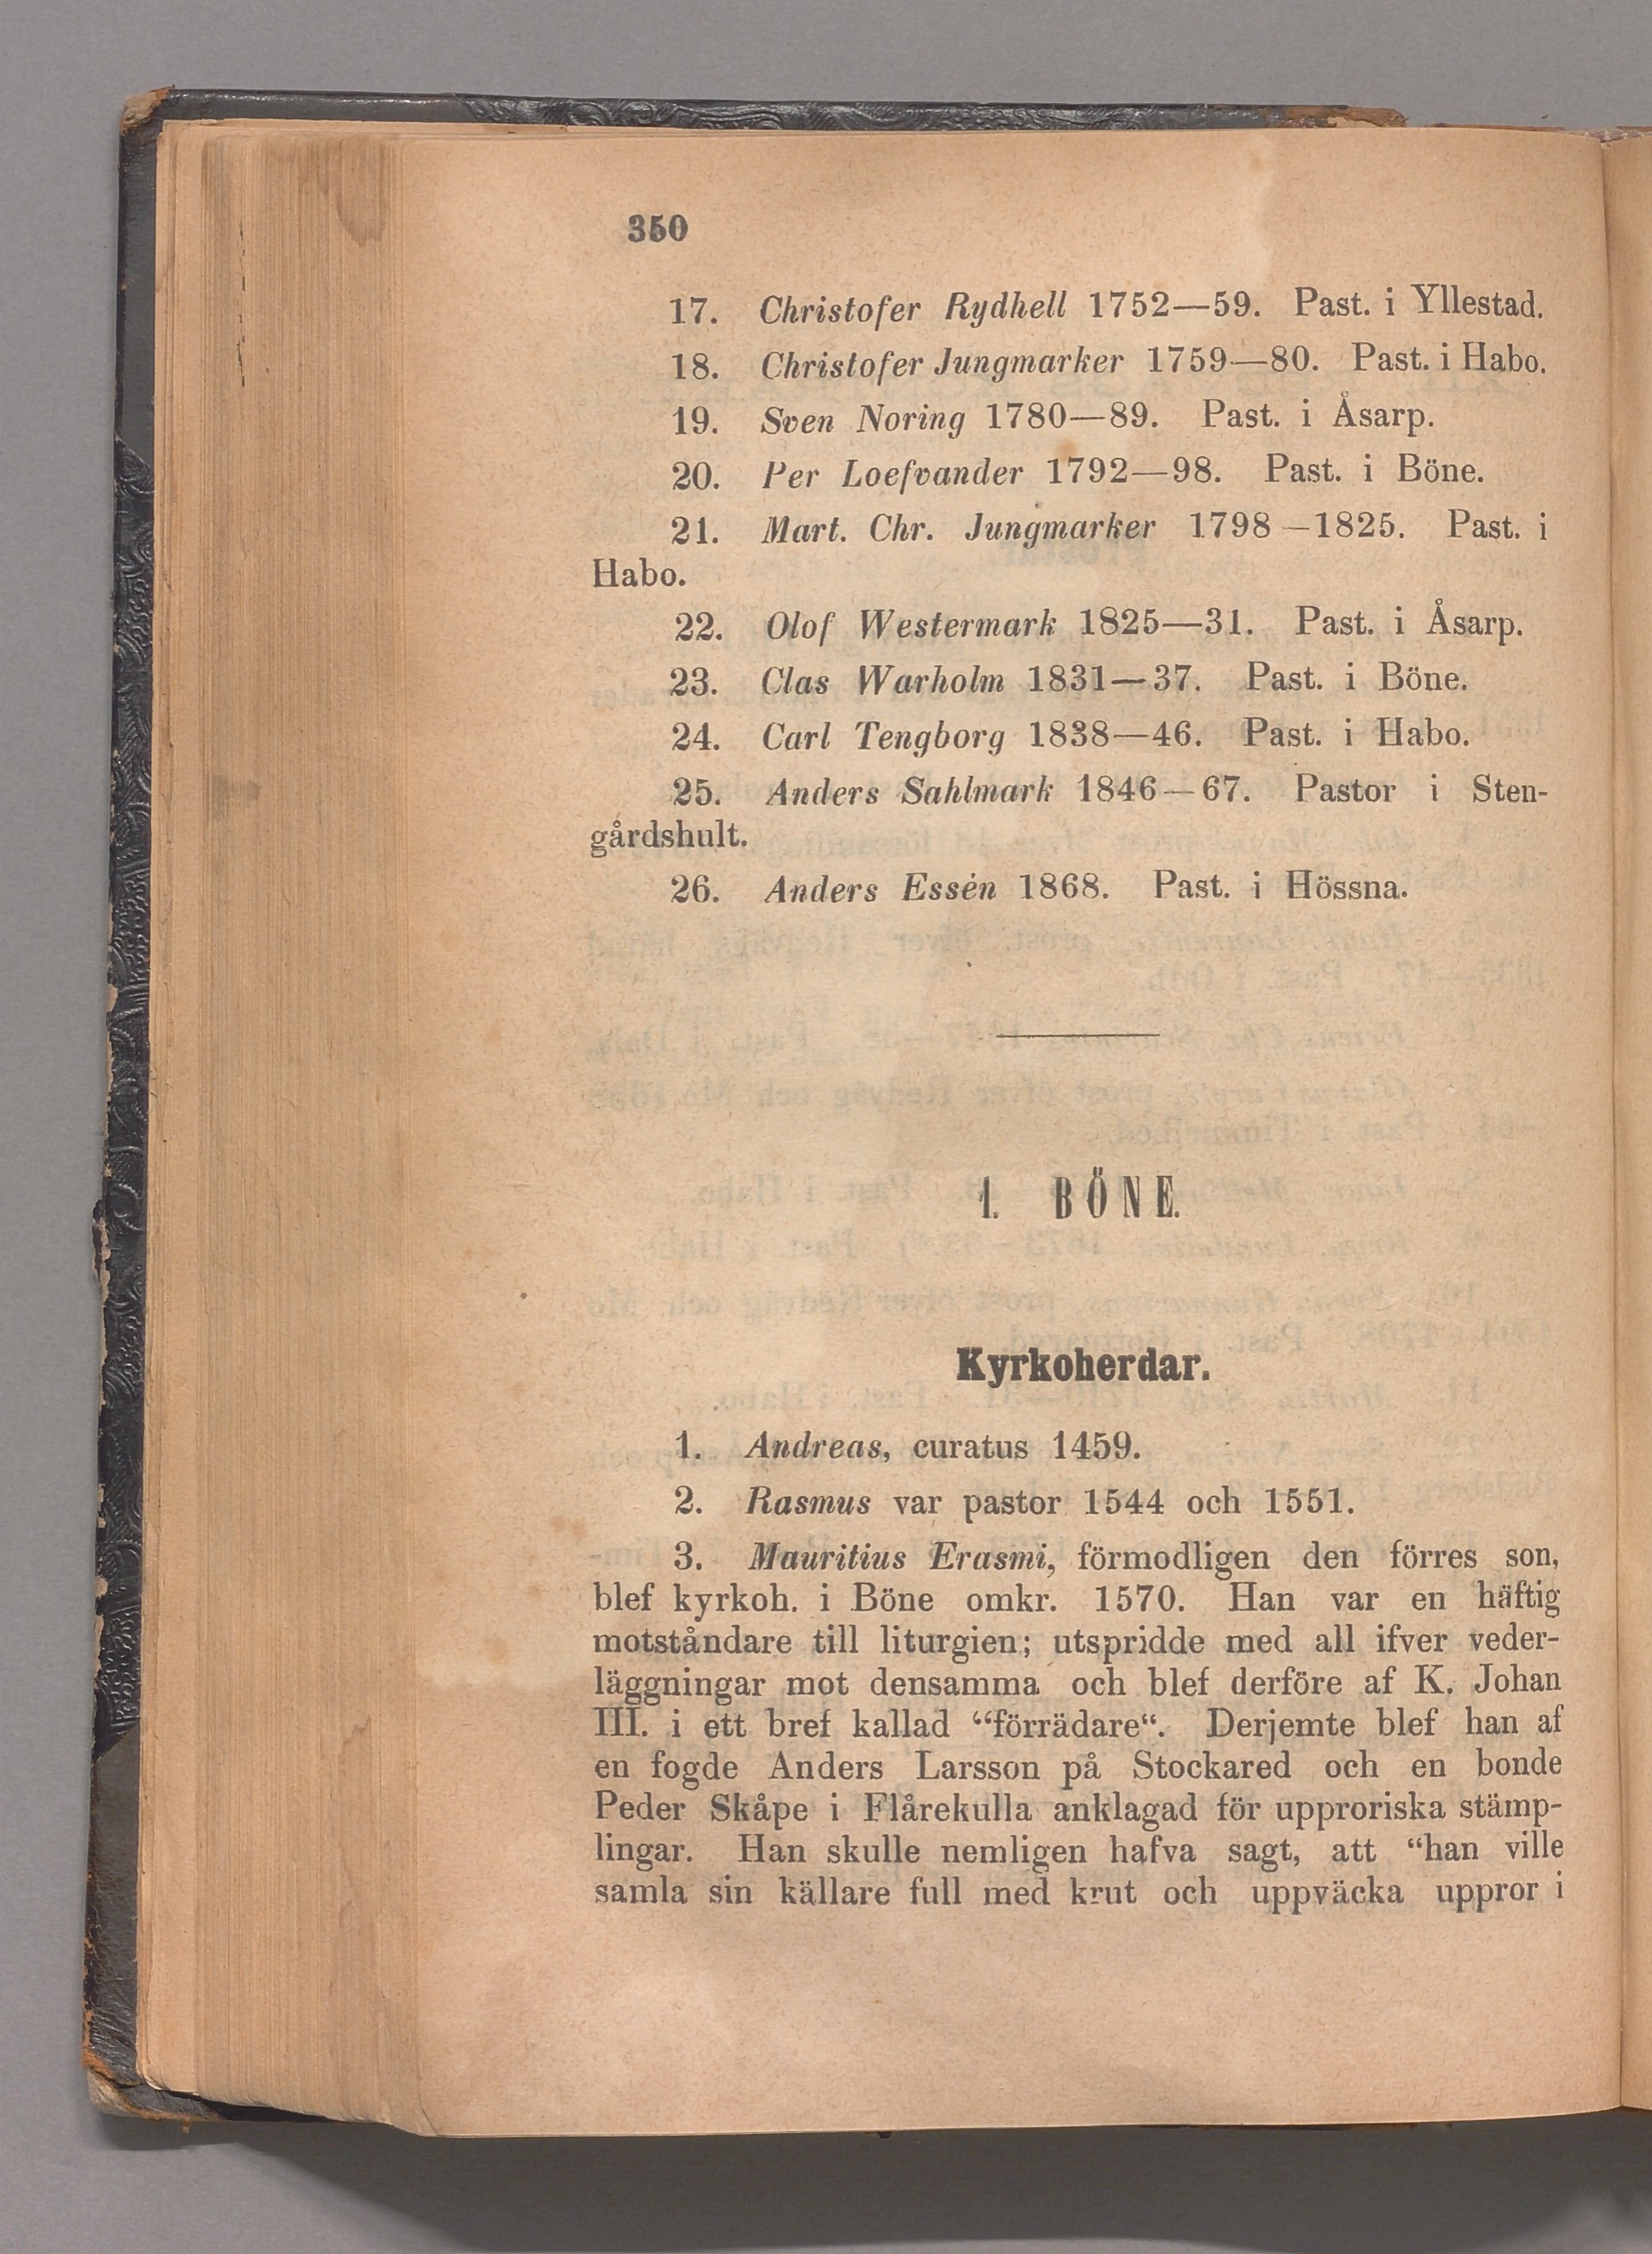 350
17. Christofer Rydhell 1752—59. Past. i Yllestad.
18. Christofer Jungmarker 1759—80. Past. i Habo.
19. Sven Noring 1780—89. Past. i Åsarp.
20. Per Loefvander 1792—98. Past. i Böne.
21. Mart. Chr. Jungmarker 1798—1825. Past. i
Habo.
22. Olof Westermark 1825—31. Past. i Åsarp.
23. Clas Warholm 1831—37. Past. i Böne.
24. Carl Tengborg 1838—46. Past. i Habo.
25. Anders Sahlmark 1846—67. Pastor i Sten-
gårdshult.
26. Anders Essén 1868. Past. i Hössna.
1. BÖNE.
Kyrkoherdar.
1. Andreas, curatus 1459.
2. Rasmus var pastor 1544 och 1551.
3. Mauritius Erasmi, förmodligen den förres son,
blef kyrkoh. i Böne omkr. 1570. Han var en häftig
motståndare till liturgien; utspridde med all ifver veder-
läggningar mot densamma och blef derföre af K. Johan
III. i ett bref kallad “förrädare“. Derjemte blef han af
en fogde Anders Larsson på Stockared och en bonde
Peder Skåpe i Flårekulla anklagad för upproriska stämp-
lingar. Han skulle nemligen hafva sagt, att “han ville
samla sin källare full med krut och uppväcka uppror i